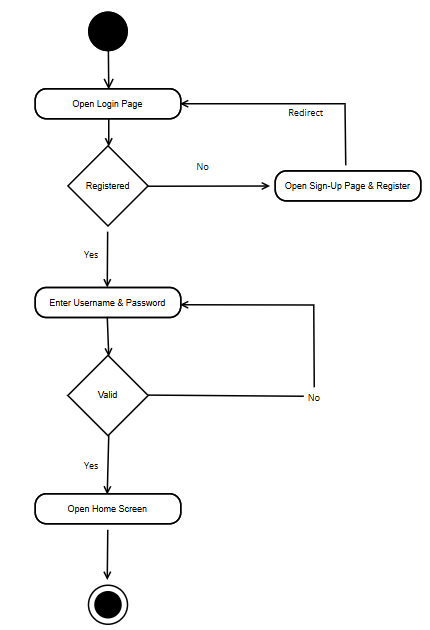 Open Login Page
Redirect
No
Registered
Open Sign-Up Page & Register
Yes
Enter Username & Password
Valid
No
Yes
Open Home Screen